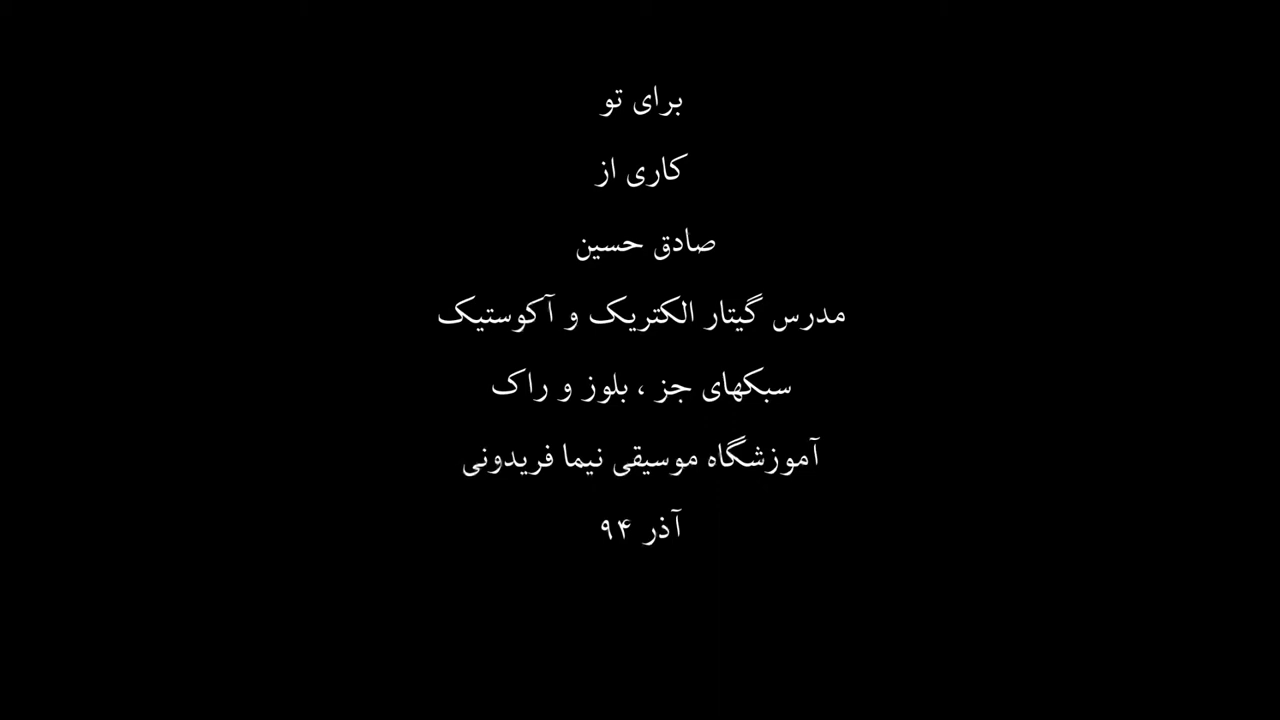 برای تو
کاری از
صادق حسین
مدرس گیتار الکتریک و آکوستیک
سبکهای جز ، بلوز و راک
آموزشگاه موسیقی نیما فریدونی
آذر ۹۴